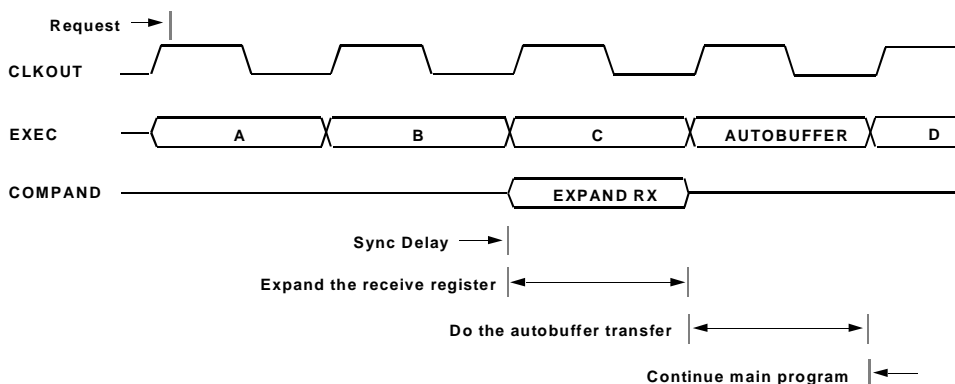 Request
CLKOUT
EXEC A B C AUTOBUFFER D
COMPAND EXPAND RX
Sync Delay
Expand the receive register
Do the autobuffer transfer
Continue main program